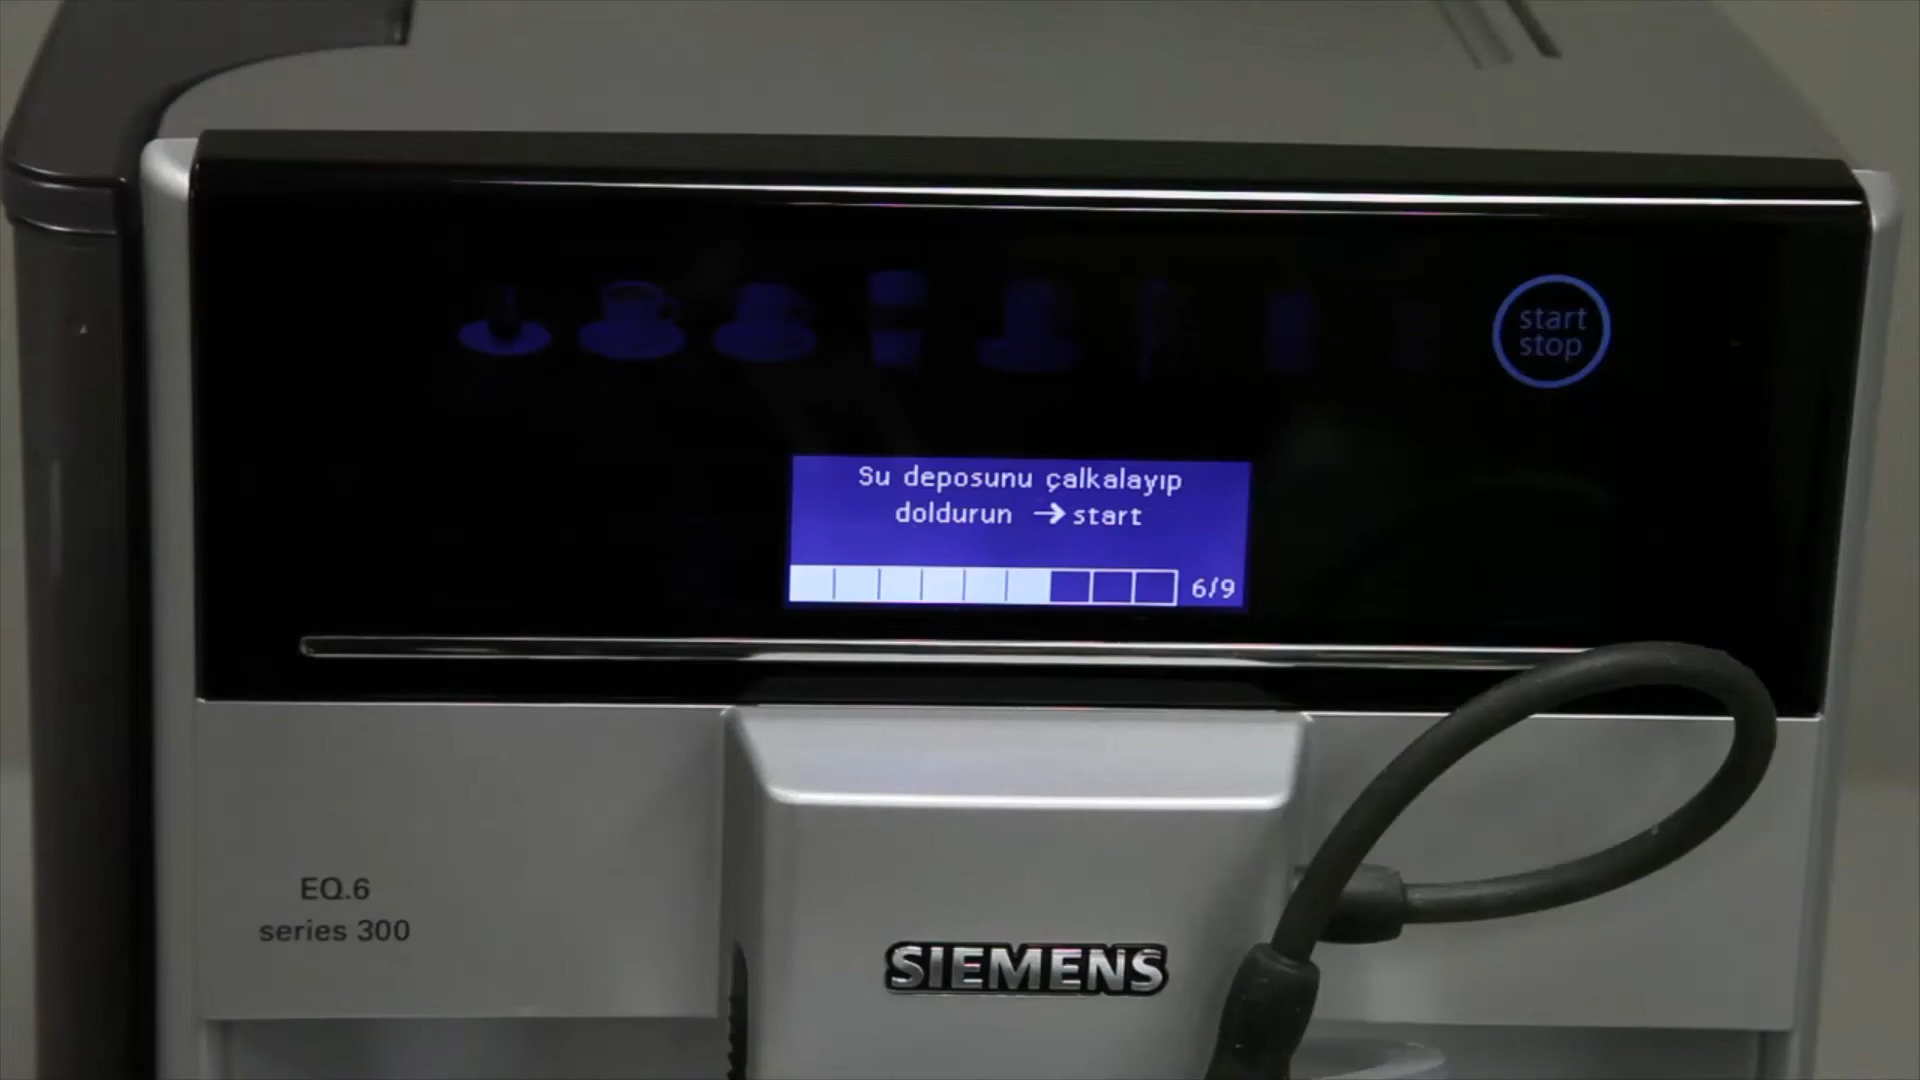 start
stop
Su deposunu çalkalayıp
doldurun → start
6/9
EQ.6
series 300
SIEMENS